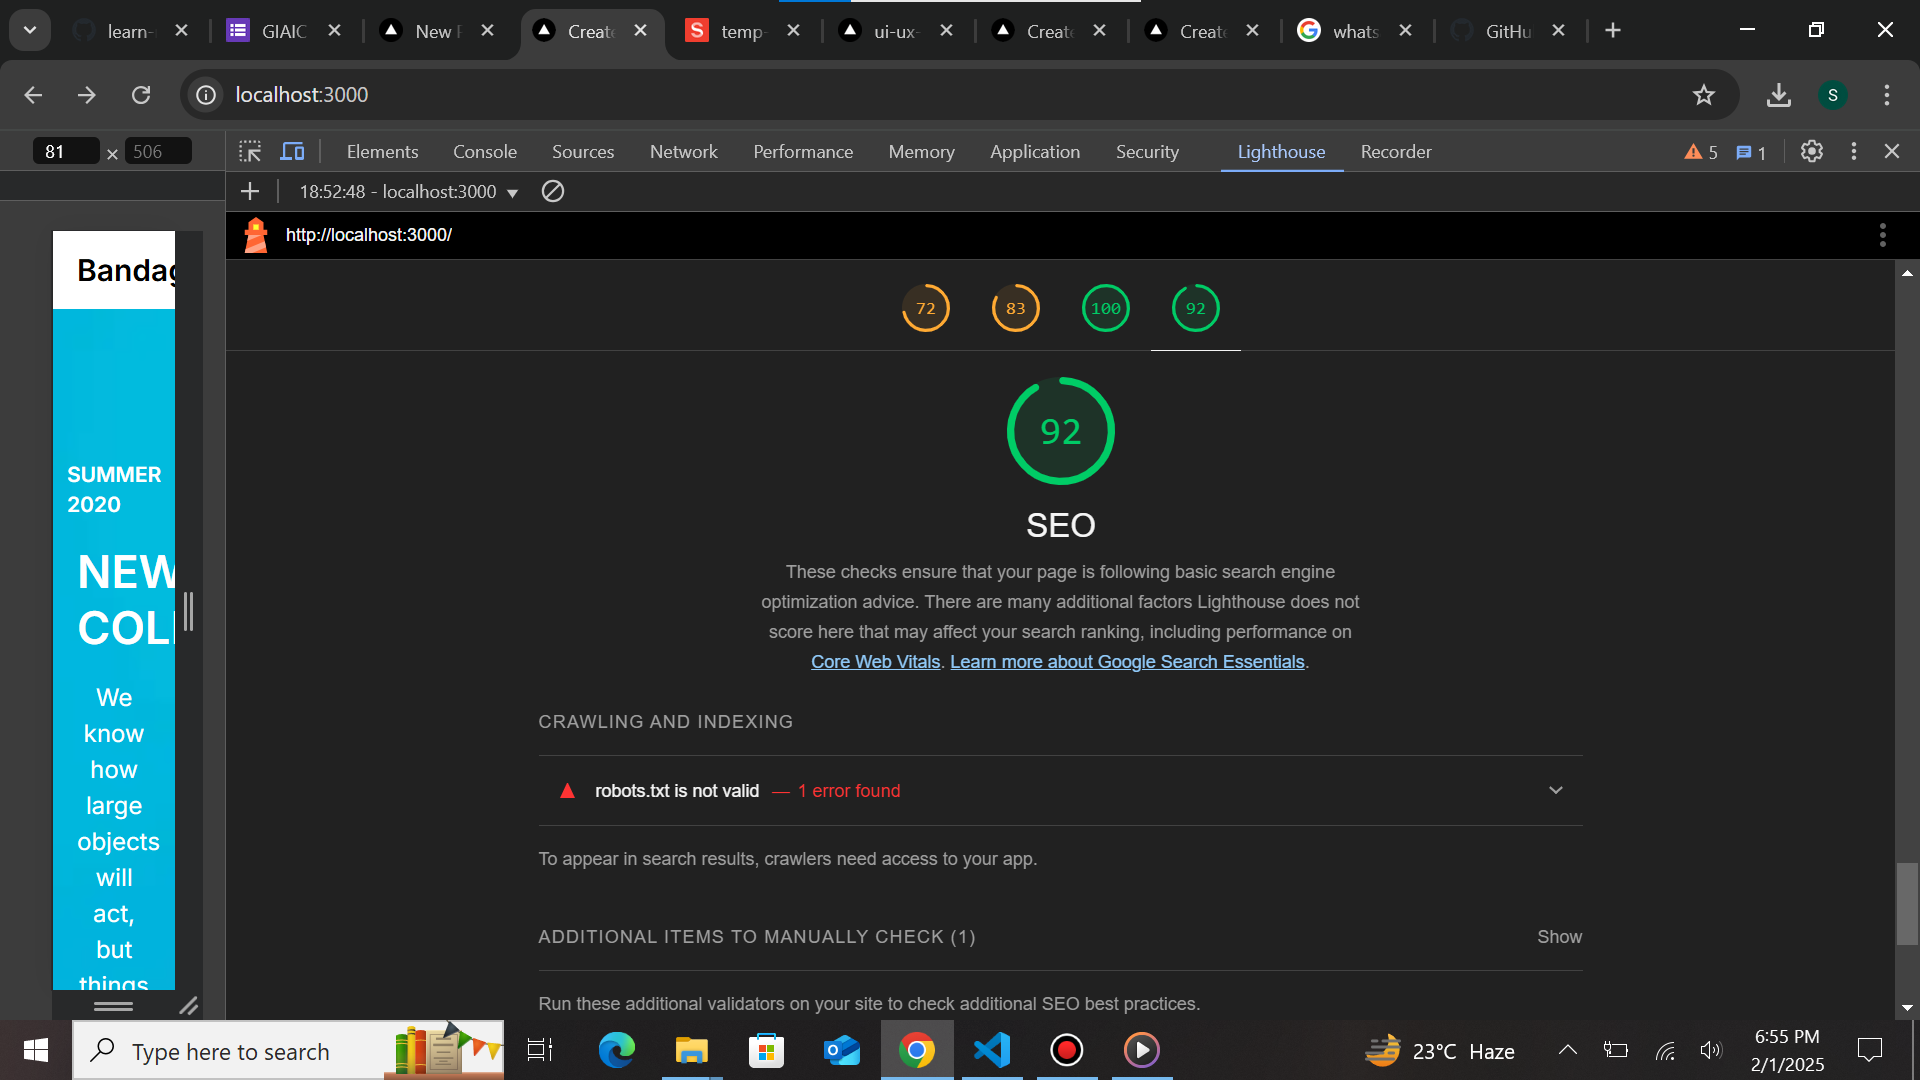 learn-
GIAIC
New F
Create
temp-
ui-ux-
Create
Create
whats
GitHu
localhost:3000
S
81 × 506
Elements
Console
Sources
Network
Performance
Memory
Application
Security
Lighthouse
Recorder
5
1
18:52:48 - localhost:3000
http://localhost:3000/
Bandag
SUMMER
2020
NEW
COLL
We
know
how
large
objects
will
act,
but
things
72
83
100
92
92
SEO
These checks ensure that your page is following basic search engine
optimization advice. There are many additional factors Lighthouse does not
score here that may affect your search ranking, including performance on
Core Web Vitals. Learn more about Google Search Essentials.
CRAWLING AND INDEXING
robots.txt is not valid — 1 error found
To appear in search results, crawlers need access to your app.
ADDITIONAL ITEMS TO MANUALLY CHECK (1)
Show
Run these additional validators on your site to check additional SEO best practices.
Type here to search
23°C Haze
6:55 PM
2/1/2025